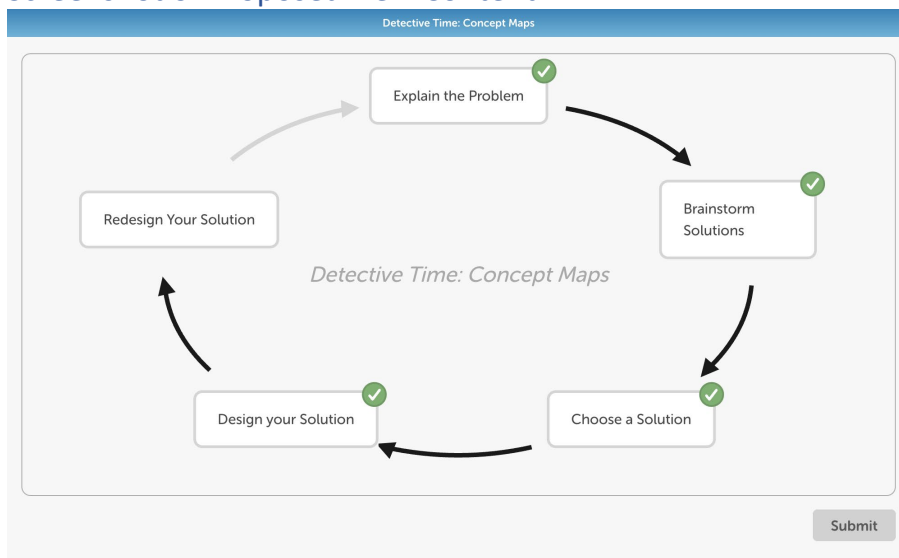 Detective Time: Concept Maps
Explain the Problem
Brainstorm
Solutions
Redesign Your Solution
Detective Time: Concept Maps
Design your Solution
Choose a Solution
Submit